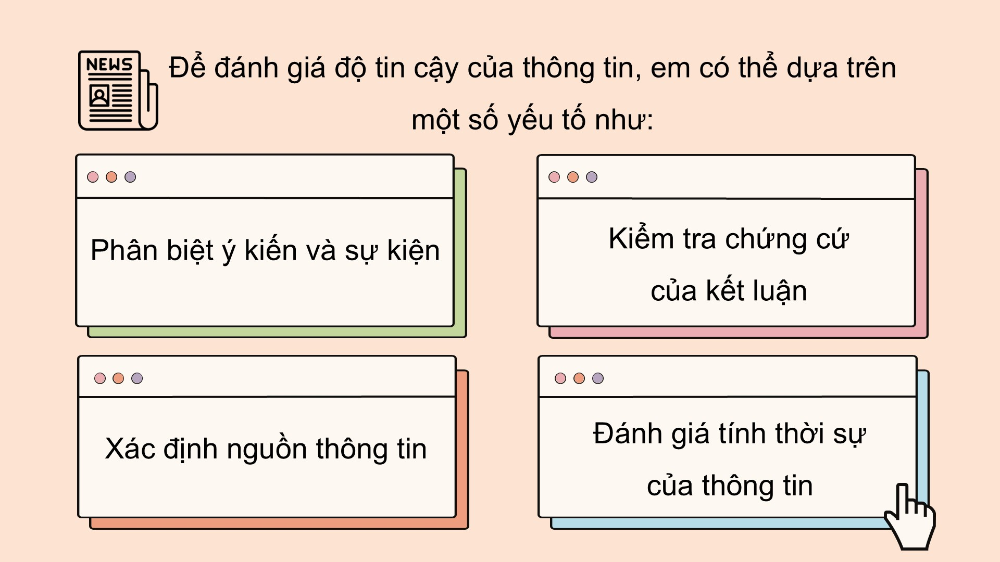 NEWS
Để đánh giá độ tin cậy của thông tin, em có thể dựa trên
một số yếu tố như:
Phân biệt ý kiến và sự kiện
Kiểm tra chứng cứ
của kết luận
Xác định nguồn thông tin
Đánh giá tính thời sự
của thông tin